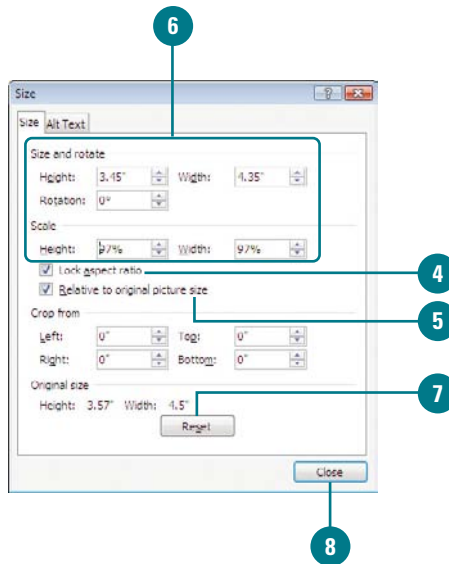 6
Size
Size Alt Text
Size and rotate
Height: 3.45" Width: 4.35"
Rotation: 0°
Scale
Height: 97% Width: 97%
Lock aspect ratio
4
Relative to original picture size
5
Crop from
Left: 0" Top: 0"
Right: 0" Bottom: 0"
Original size
Height: 3.57" Width: 4.5"
7
Reset
Close
8